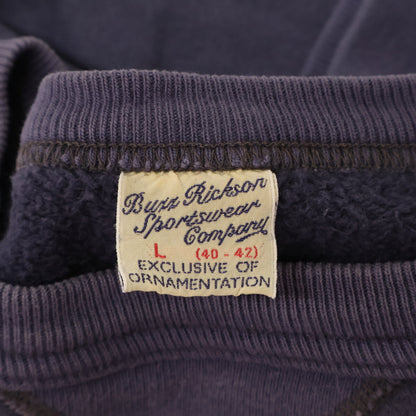 Buzz Rickson
Sportswear
Company
L (40 - 42)
EXCLUSIVE OF
ORNAMENTATION